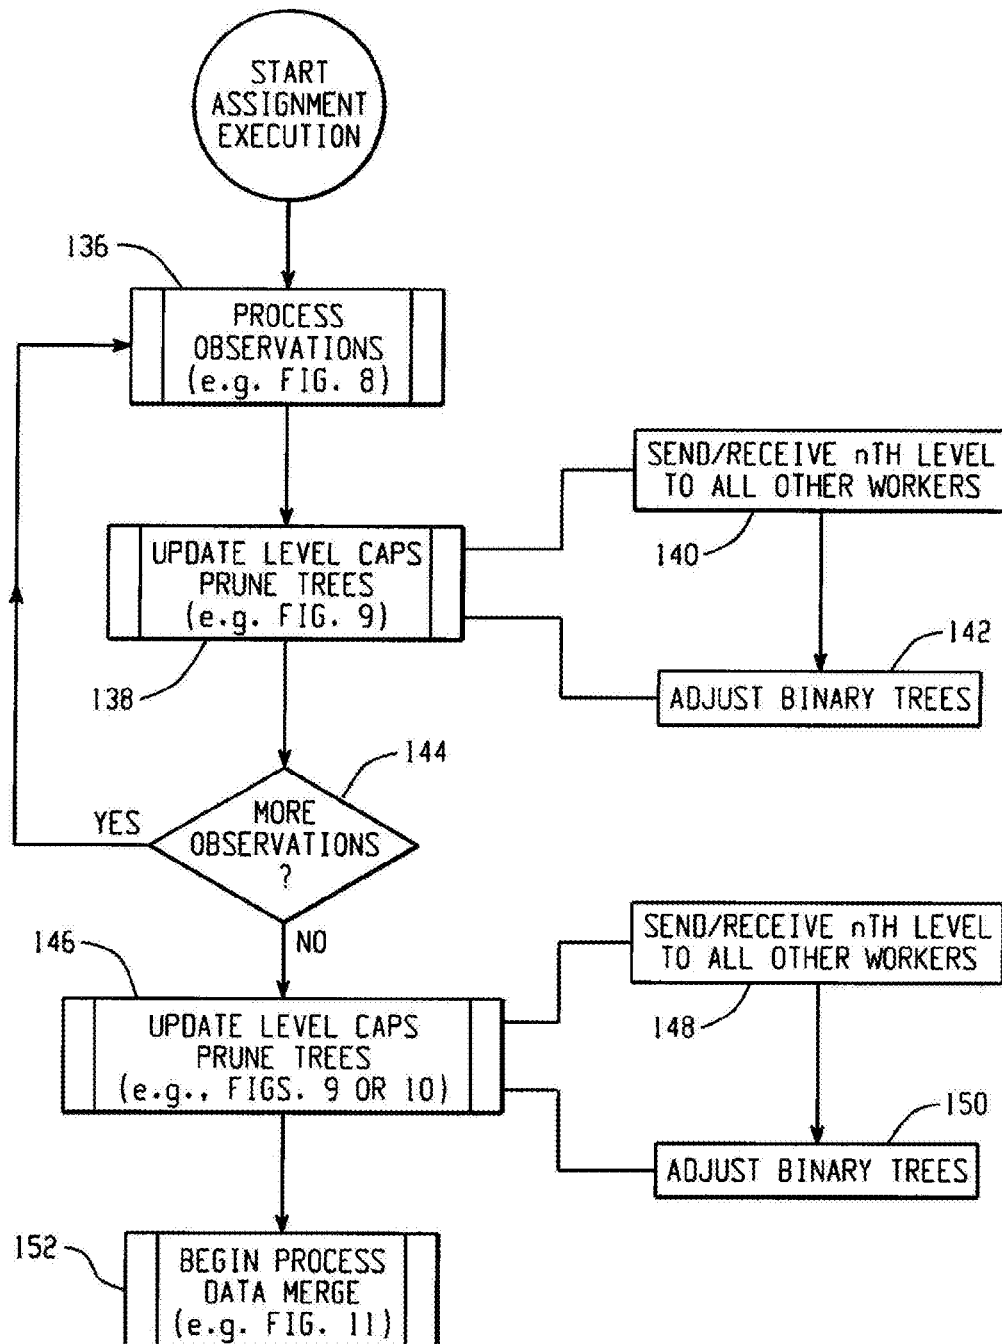 START
ASSIGNMENT
EXECUTION
136
PROCESS
OBSERVATIONS
(e.g. FIG. 8)
SEND/RECEIVE nTH LEVEL
TO ALL OTHER WORKERS
140
UPDATE LEVEL CAPS
PRUNE TREES
(e.g. FIG. 9)
138
142
ADJUST BINARY TREES
144
MORE
OBSERVATIONS
?
YES
NO
146
SEND/RECEIVE nTH LEVEL
TO ALL OTHER WORKERS
148
UPDATE LEVEL CAPS
PRUNE TREES
(e.g., FIGS. 9 OR 10)
150
ADJUST BINARY TREES
152
BEGIN PROCESS
DATA MERGE
(e.g. FIG. 11)